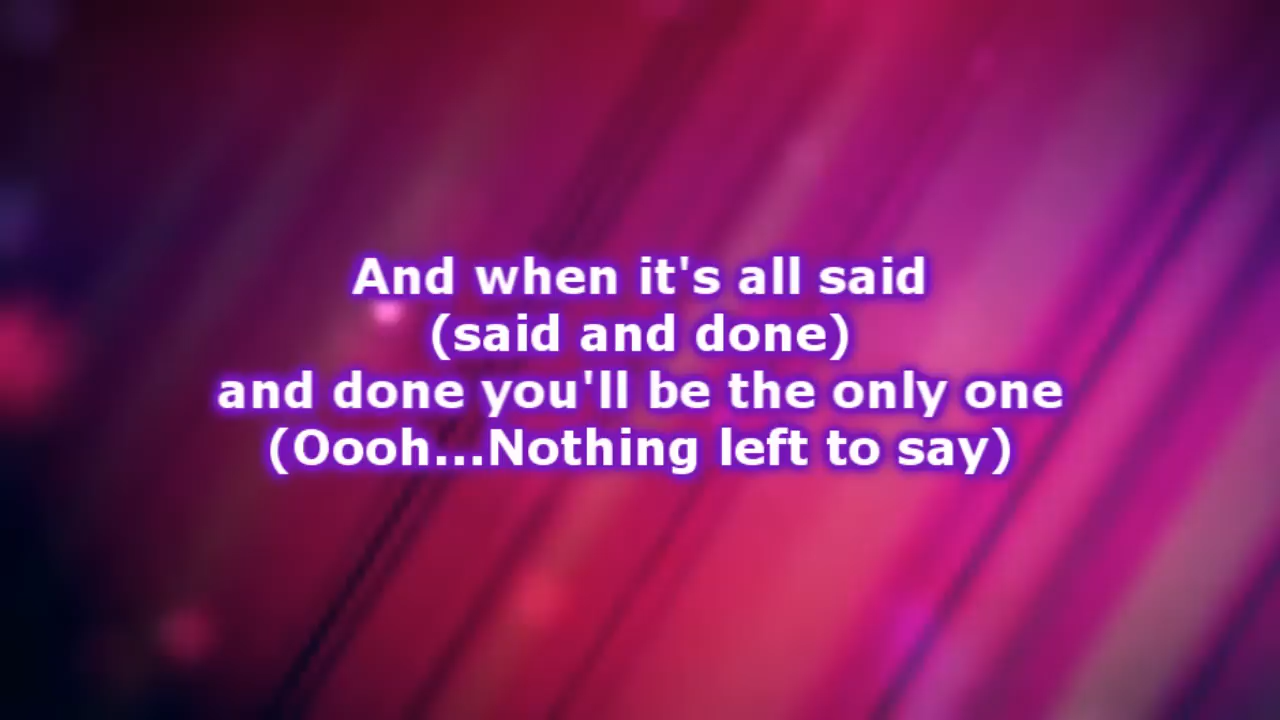 And when it's all said
(said and done)
and done you'll be the only one
(Oooh...Nothing left to say)